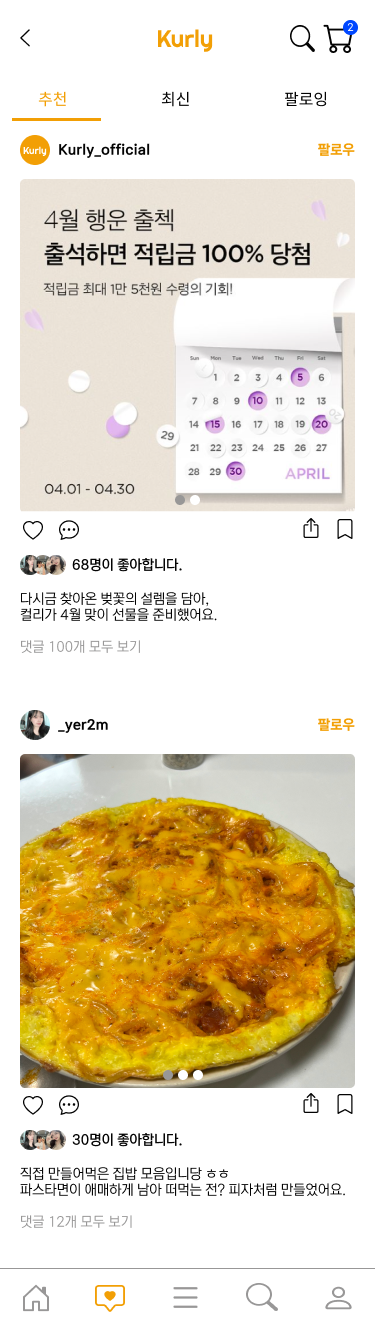 Kurly
2
추천
최신
팔로잉
Kurly
Kurly_official
팔로우
4월 행운 출첵
출석하면 적립금 100% 당첨
적립금 최대 1만 5천원 수령의 기회!
Sun Mon Tue Wed Thu Fri Sat
1 2 3 4 5 6
7 8 9 10 11 12 13
14 15 16 17 18 19 20
21 22 23 24 25 26 27
28 29 30
29
APRIL
04.01 - 04.30
68명이 좋아합니다.
다시금 찾아온 벚꽃의 설렘을 담아,
컬리가 4월 맞이 선물을 준비했어요.
댓글 100개 모두 보기
_yer2m
팔로우
30명이 좋아합니다.
직접 만들어먹은 집밥 모음입니당 ㅎㅎ
파스타면이 애매하게 남아 떠먹는 전? 피자처럼 만들었어요.
댓글 12개 모두 보기